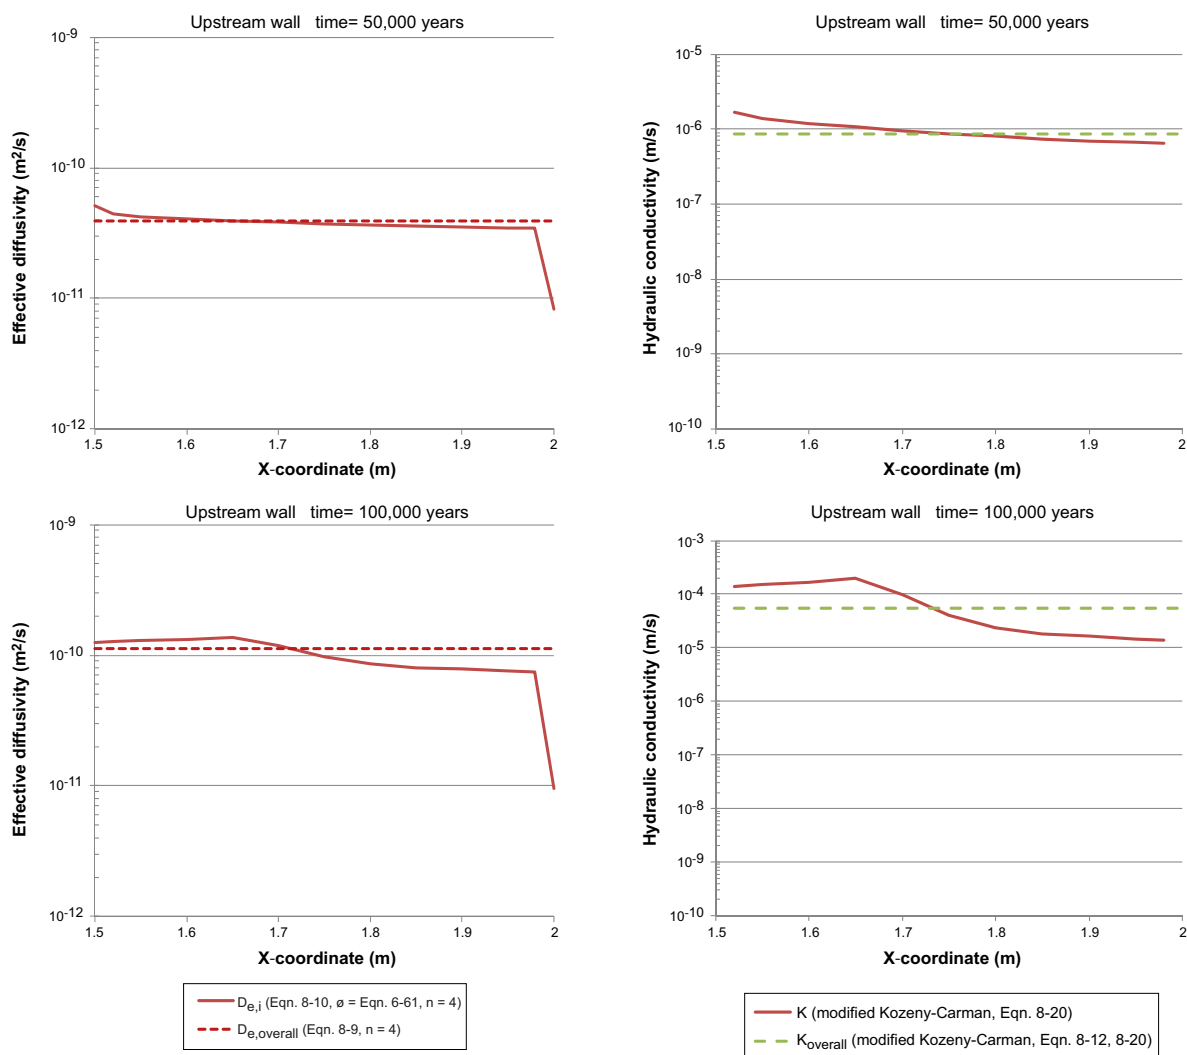 Upstream wall time= 50,000 years
Effective diffusivity (m²/s)
10⁻⁹
10⁻¹⁰
10⁻¹¹
10⁻¹²
1.5 1.6 1.7 1.8 1.9 2
X-coordinate (m)
Upstream wall time= 50,000 years
Hydraulic conductivity (m/s)
10⁻⁵
10⁻⁶
10⁻⁷
10⁻⁸
10⁻⁹
10⁻¹⁰
1.5 1.6 1.7 1.8 1.9 2
X-coordinate (m)
Upstream wall time= 100,000 years
Effective diffusivity (m²/s)
10⁻⁹
10⁻¹⁰
10⁻¹¹
10⁻¹²
1.5 1.6 1.7 1.8 1.9 2
X-coordinate (m)
Upstream wall time= 100,000 years
Hydraulic conductivity (m/s)
10⁻³
10⁻⁴
10⁻⁵
10⁻⁶
10⁻⁷
10⁻⁸
10⁻⁹
10⁻¹⁰
1.5 1.6 1.7 1.8 1.9 2
X-coordinate (m)
De,i (Eqn. 8-10, ø = Eqn. 6-61, n = 4)
De,overall (Eqn. 8-9, n = 4)
K (modified Kozeny-Carman, Eqn. 8-20)
Koverall (modified Kozeny-Carman, Eqn 8-12, 8-20)